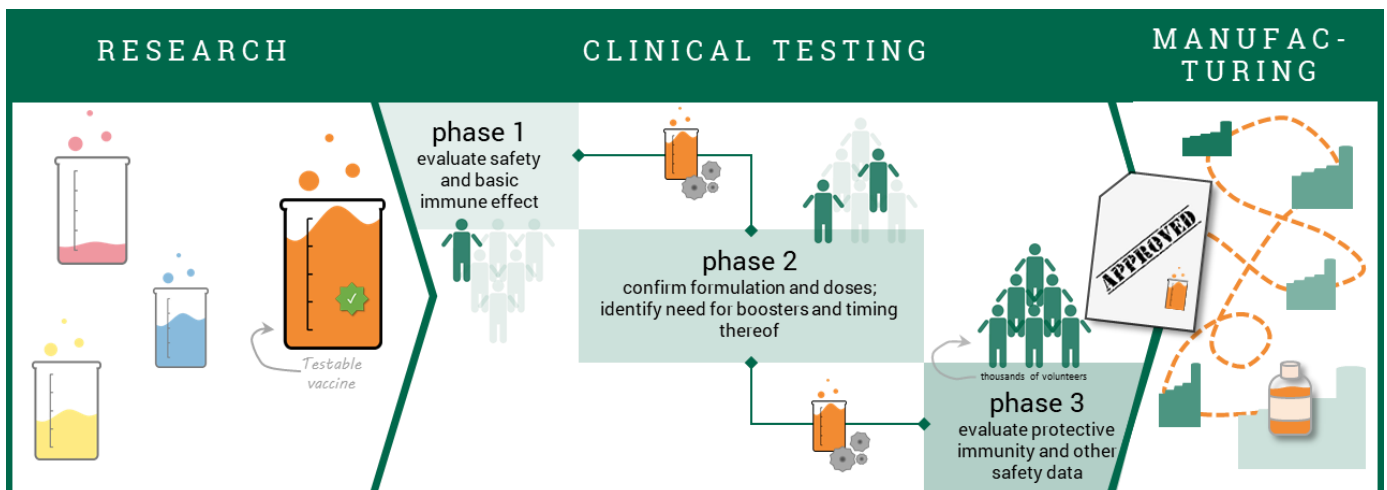 RESEARCH
CLINICAL TESTING
MANUFAC-
TURING
Testable
vaccine
phase 1
evaluate safety
and basic
immune effect
phase 2
confirm formulation and doses;
identify need for boosters and timing
thereof
thousands of volunteers
phase 3
evaluate protective
immunity and other
safety data
APPROVED